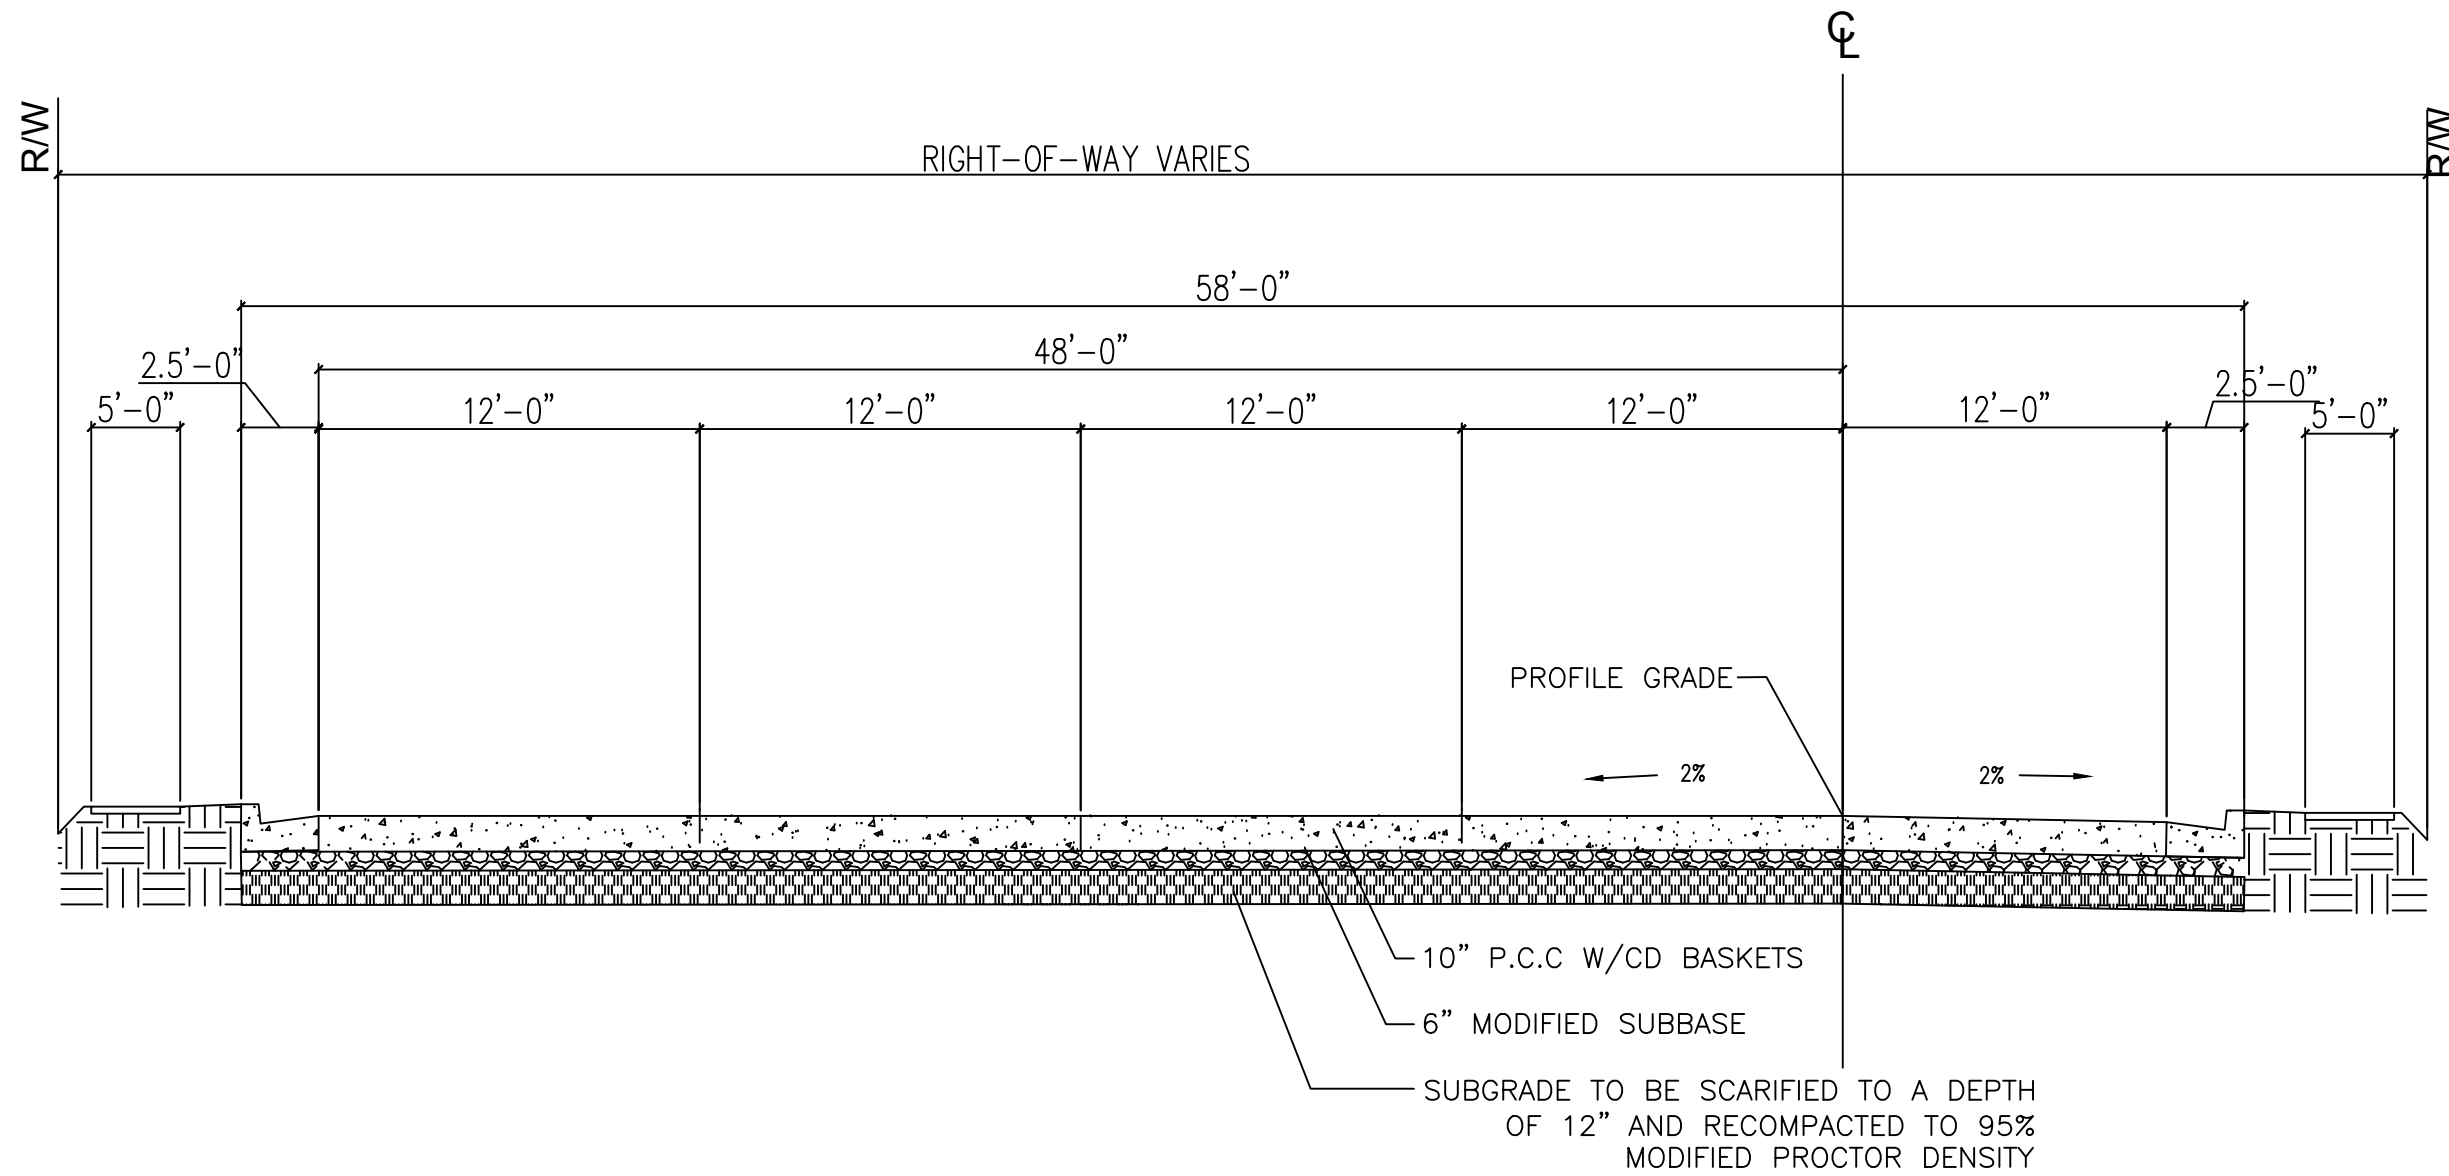 ℄
R/W
R/W
RIGHT-OF-WAY VARIES
58'-0"
48'-0"
2.5'-0"
2.5'-0"
5'-0"
12'-0"
12'-0"
12'-0"
12'-0"
12'-0"
5'-0"
PROFILE GRADE
2%
2%
10" P.C.C W/CD BASKETS
6" MODIFIED SUBBASE
SUBGRADE TO BE SCARIFIED TO A DEPTH
OF 12" AND RECOMPACTED TO 95%
MODIFIED PROCTOR DENSITY